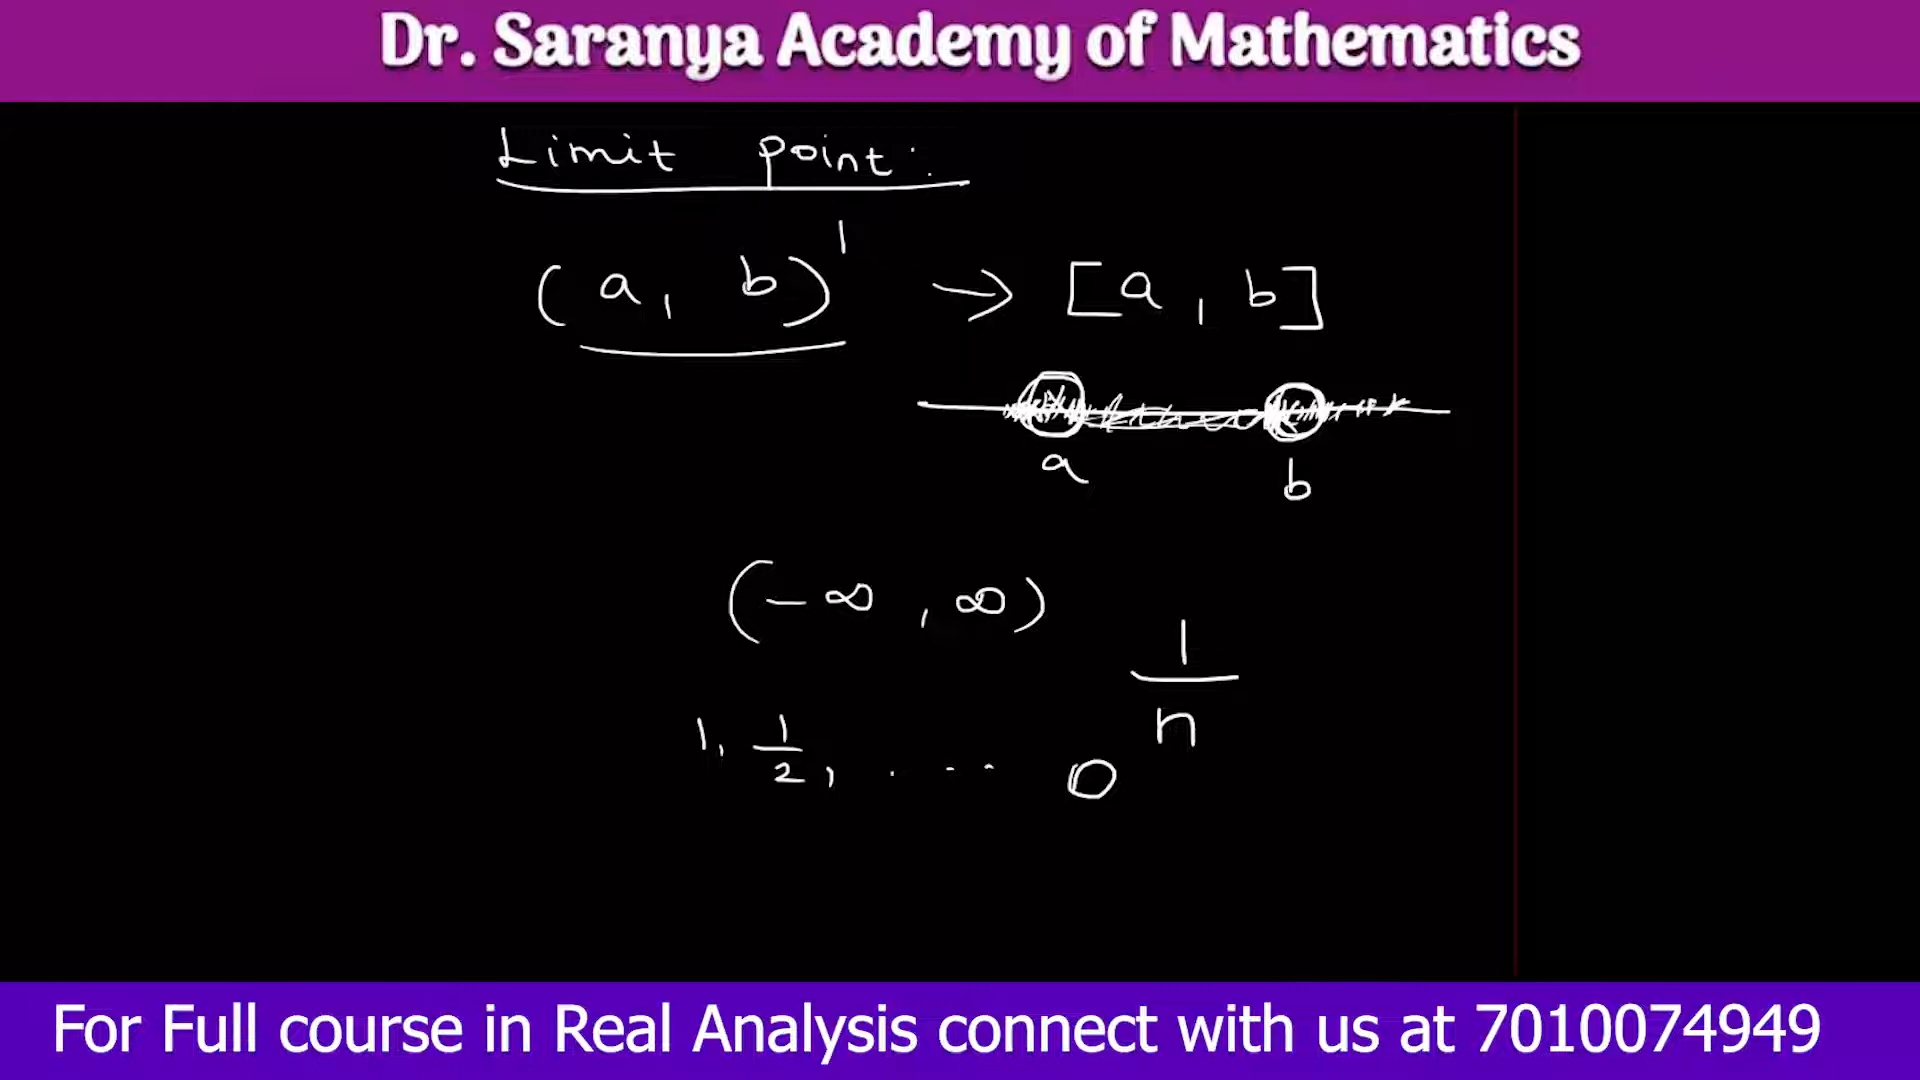 Dr. Saranya Academy of Mathematics
Limit point:
(a, b)' → [a, b]
a b
(-∞, ∞)
1/n
1, 1/2, . ... 0
For Full course in Real Analysis connect with us at 7010074949